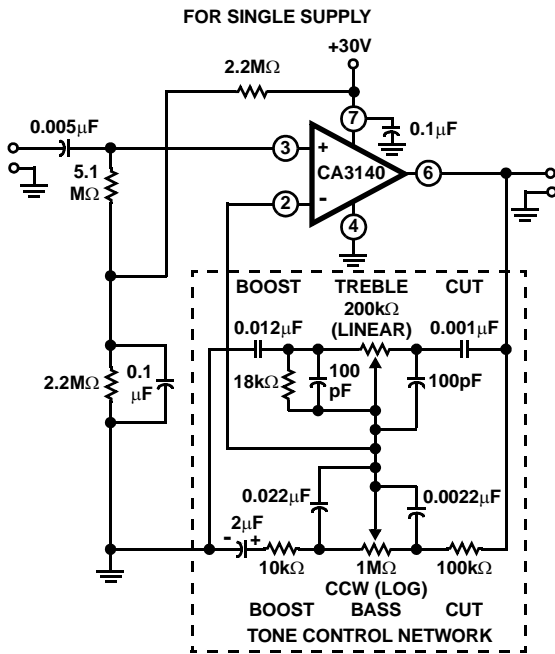 FOR SINGLE SUPPLY
+30V
2.2MΩ
0.005μF
7
0.1μF
5.1
MΩ
3
+
CA3140
6
2
-
4
BOOST TREBLE CUT
200kΩ
(LINEAR)
0.012μF
0.001μF
18kΩ
100
pF
100pF
2.2MΩ
0.1
μF
0.022μF
0.0022μF
2μF
- +
10kΩ
1MΩ
100kΩ
CCW (LOG)
BOOST BASS CUT
TONE CONTROL NETWORK